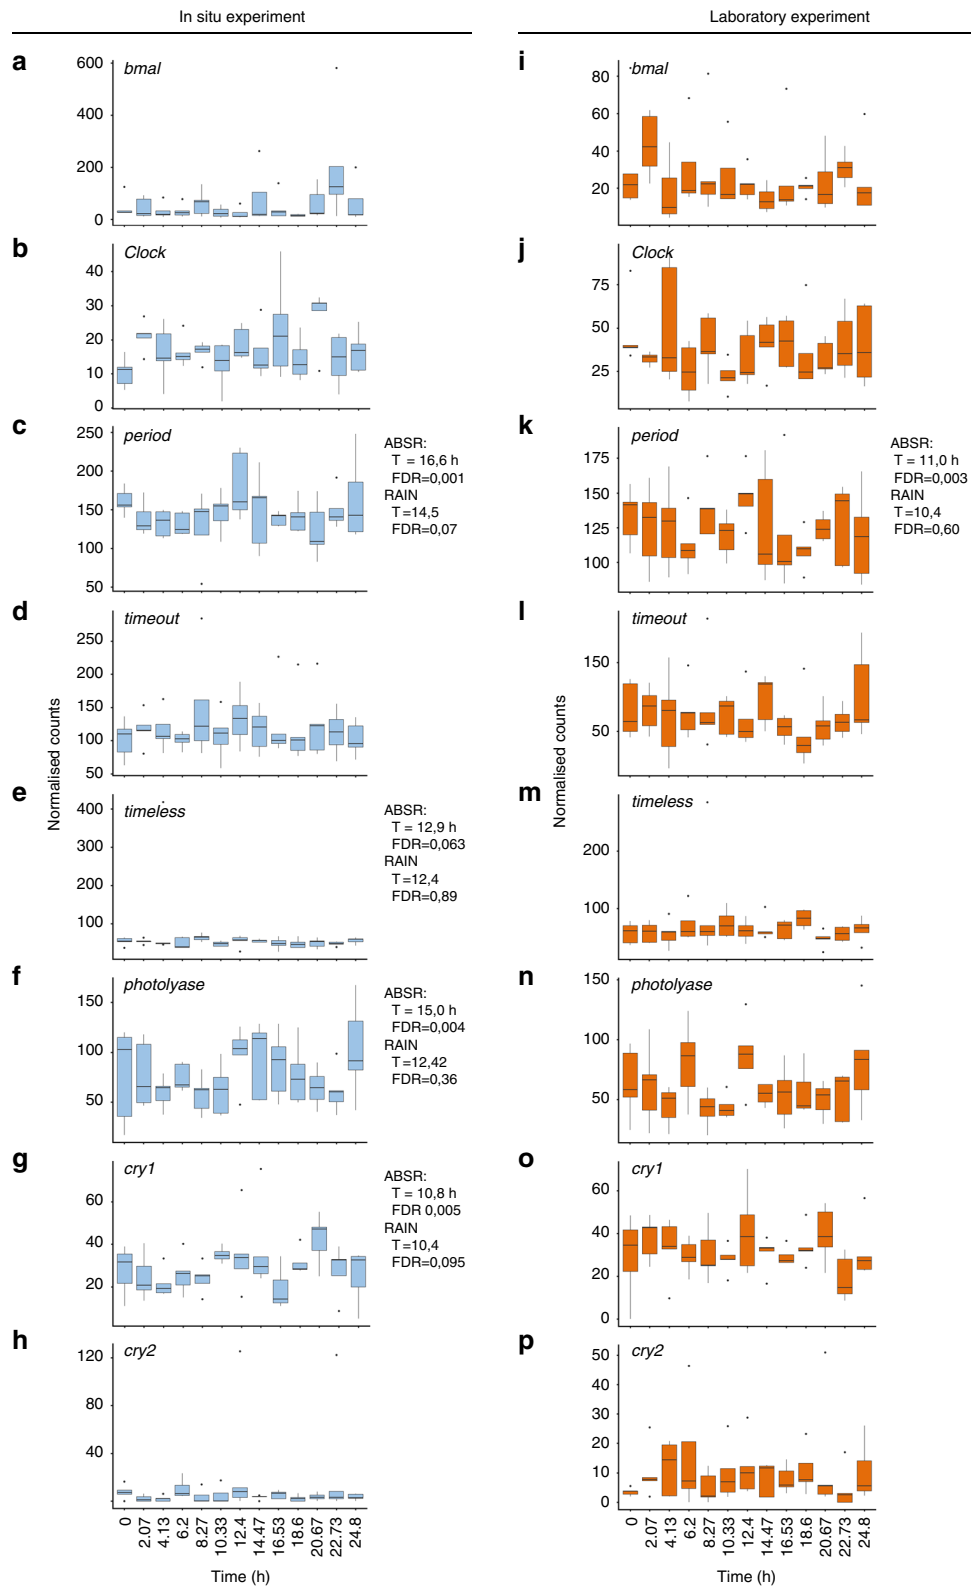 In situ experiment
Laboratory experiment
a
bmal
600
400
200
0
b
Clock
40
30
20
10
0
c
period
250
200
150
100
50
ABSR:
T = 16,6 h
FDR=0,001
RAIN
T=14,5
FDR=0,07
d
timeout
250
200
150
100
50
Normalised counts
e
timeless
400
300
200
100
ABSR:
T = 12,9 h
FDR=0,063
RAIN
T=12,4
FDR=0,89
f
photolyase
150
100
50
ABSR:
T = 15,0 h
FDR=0,004
RAIN
T=12,42
FDR=0,36
g
cry1
60
40
20
ABSR:
T = 10,8 h
FDR 0,005
RAIN
T=10,4
FDR=0,095
h
cry2
120
80
40
0
2.07
4.13
6.2
8.27
10.33
12.4
14.47
16.53
18.6
20.67
22.73
24.8
Time (h)
i
bmal
80
60
40
20
j
Clock
75
50
25
k
period
175
150
125
100
ABSR:
T = 11,0 h
FDR=0,003
RAIN
T=10,4
FDR=0,60
l
timeout
150
50
Normalised counts
m
timeless
200
100
n
photolyase
150
100
50
o
cry1
60
40
20
0
p
cry2
50
40
30
20
10
0
0
2.07
4.13
6.2
8.27
10.33
12.4
14.47
16.53
18.6
20.67
22.73
24.8
Time (h)